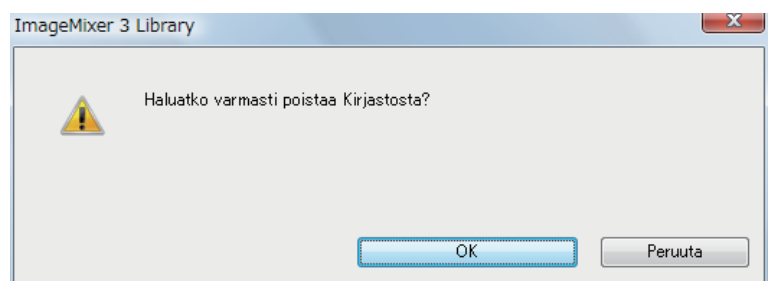 ImageMixer 3 Library
Haluatko varmasti poistaa Kirjastosta?
OK
Peruuta